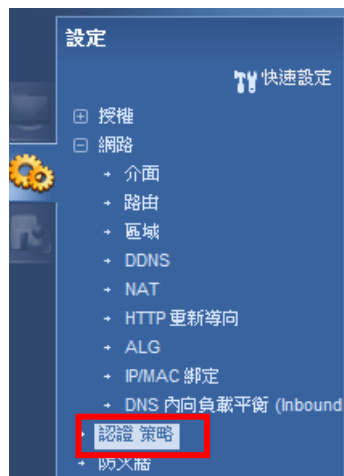 設定
快速設定
授權
網路
介面
路由
區域
DDNS
NAT
HTTP 重新導向
ALG
IP/MAC 綁定
DNS 內向負載平衡 (Inbound
認證 策略
防火牆